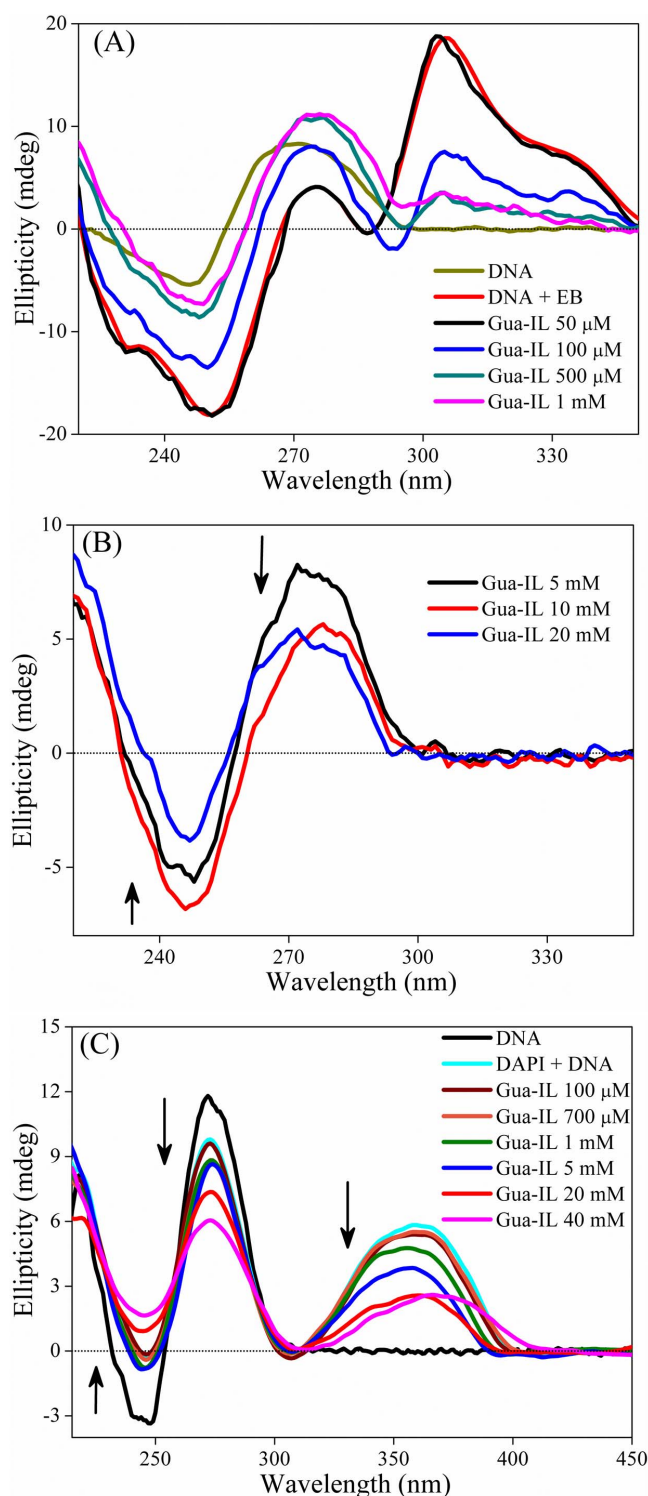 (A)
20
10
0
-10
-20
Ellipticity (mdeg)
DNA
DNA + EB
Gua-IL 50 μM
Gua-IL 100 μM
Gua-IL 500 μM
Gua-IL 1 mM
240 270 300 330
Wavelength (nm)
(B)
10
5
0
-5
Ellipticity (mdeg)
Gua-IL 5 mM
Gua-IL 10 mM
Gua-IL 20 mM
240 270 300 330
Wavelength (nm)
(C)
15
12
9
6
3
0
-3
Ellipticity (mdeg)
DNA
DAPI + DNA
Gua-IL 100 μM
Gua-IL 700 μM
Gua-IL 1 mM
Gua-IL 5 mM
Gua-IL 20 mM
Gua-IL 40 mM
250 300 350 400 450
Wavelength (nm)